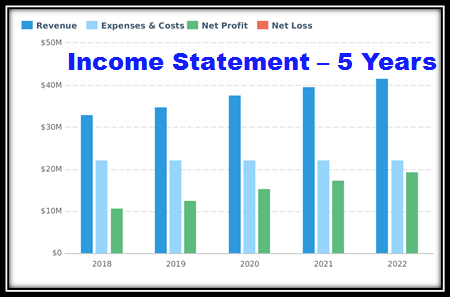 Revenue Expenses & Costs Net Profit Net Loss
$50M
Income Statement – 5 Years
$40M
$30M
$20M
$10M
$0
2018 2019 2020 2021 2022